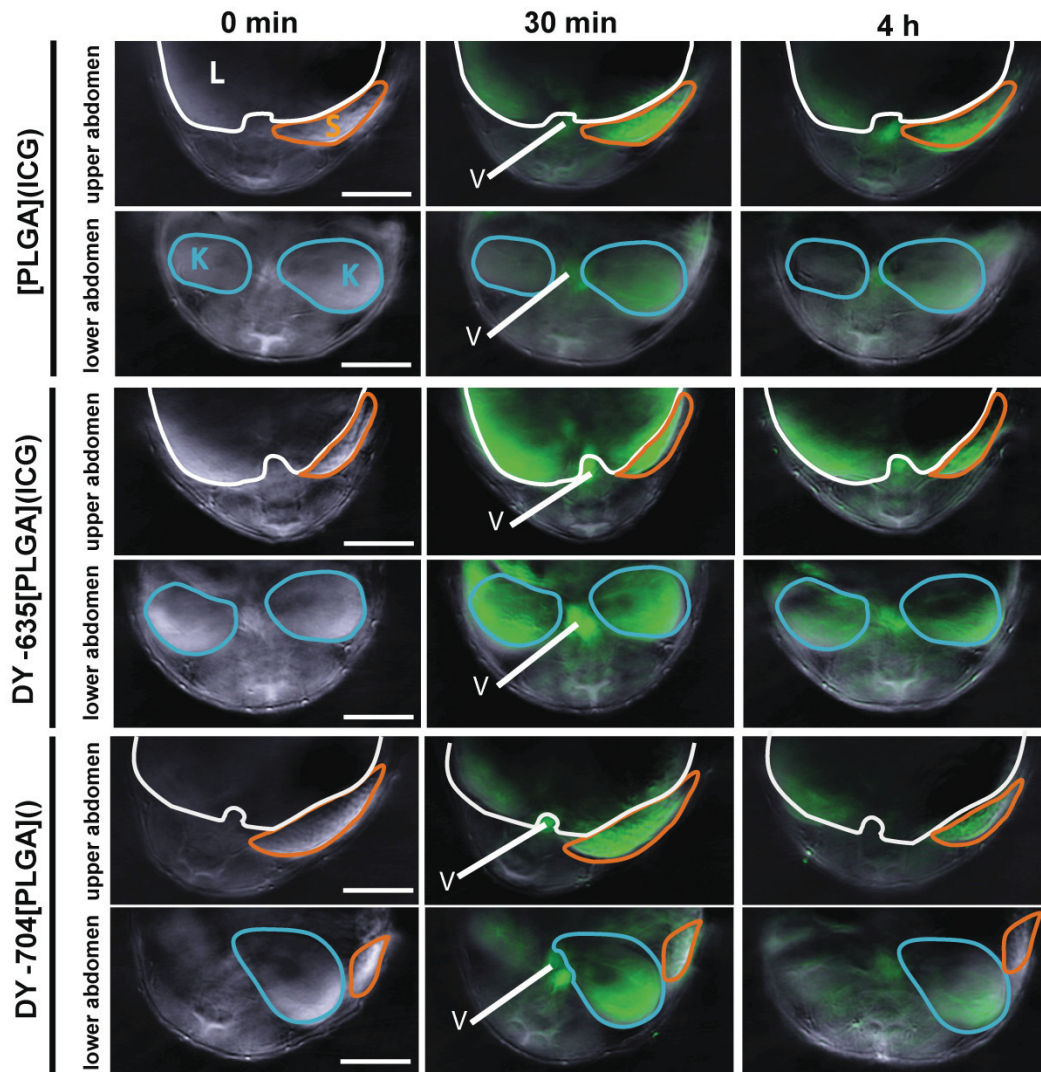 0 min 30 min 4 h
[PLGA](ICG)
upper abdomen
L
S
V
lower abdomen
K K
V
DY -635[PLGA](ICG)
upper abdomen
V
lower abdomen
V
DY -704[PLGA]()
upper abdomen
V
lower abdomen
V